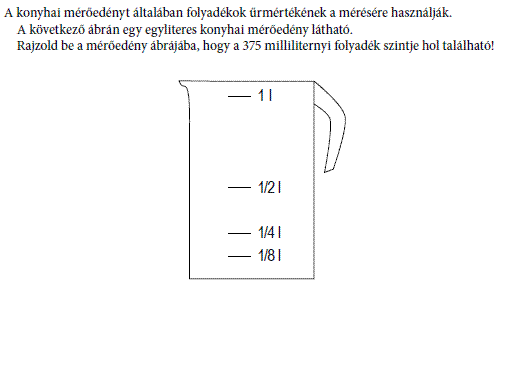 A konyhai mérőedényt általában folyadékok űrmértékének a mérésére használják.
A következő ábrán egy egyliteres konyhai mérőedény látható.
Rajzold be a mérőedény ábrájába, hogy a 375 milliliternyi folyadék szintje hol található!
1 l
1/2 l
1/4 l
1/8 l